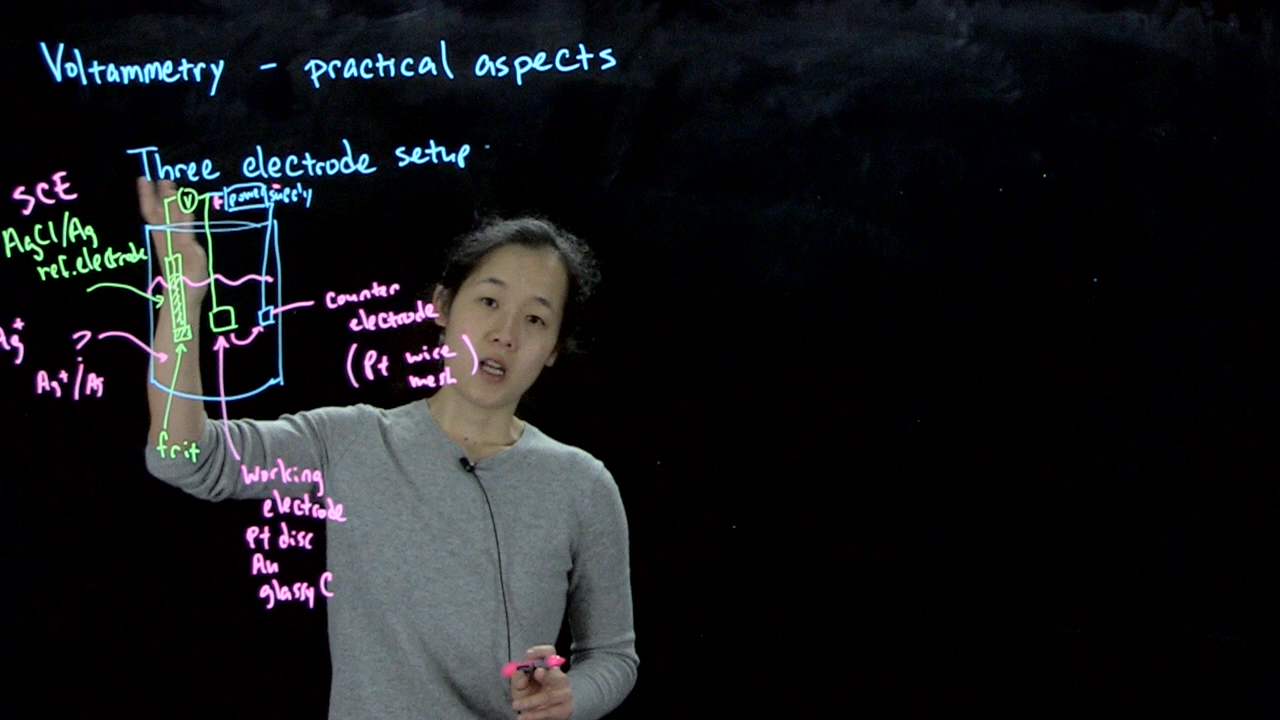 Voltammetry - practical aspects
Three electrode setup
SCE
V
+
power supply
-
AgCl/Ag
ref. electrode
Ag+
?
Ag+/Ag
counter
electrode
(Pt wire
mesh)
frit
working
electrode
Pt disc
Au
glassy C